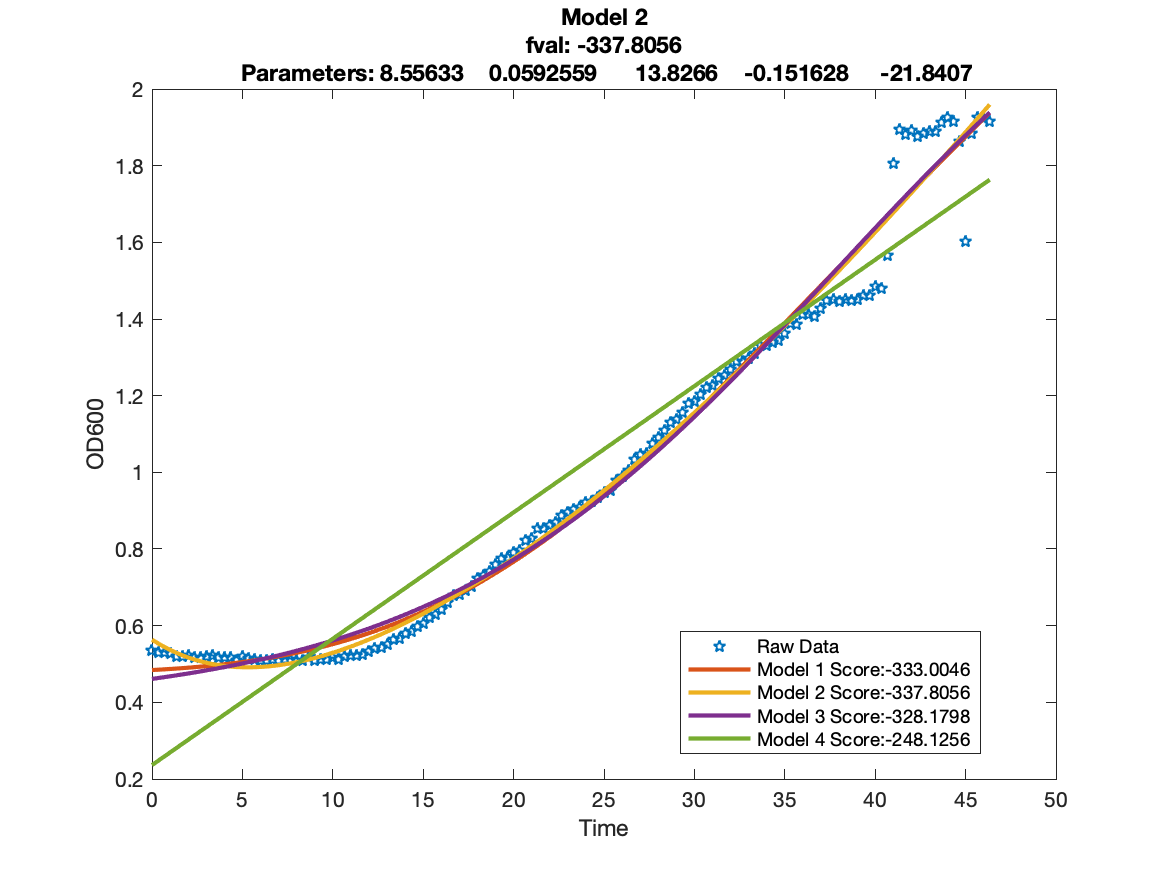 Model 2
fval: -337.8056
Parameters: 8.55633 0.0592559 13.8266 -0.151628 -21.8407
2
1.8
1.6
1.4
1.2
1
0.8
0.6
0.4
0.2
OD600
Raw Data
Model 1 Score:-333.0046
Model 2 Score:-337.8056
Model 3 Score:-328.1798
Model 4 Score:-248.1256
0 5 10 15 20 25 30 35 40 45 50
Time